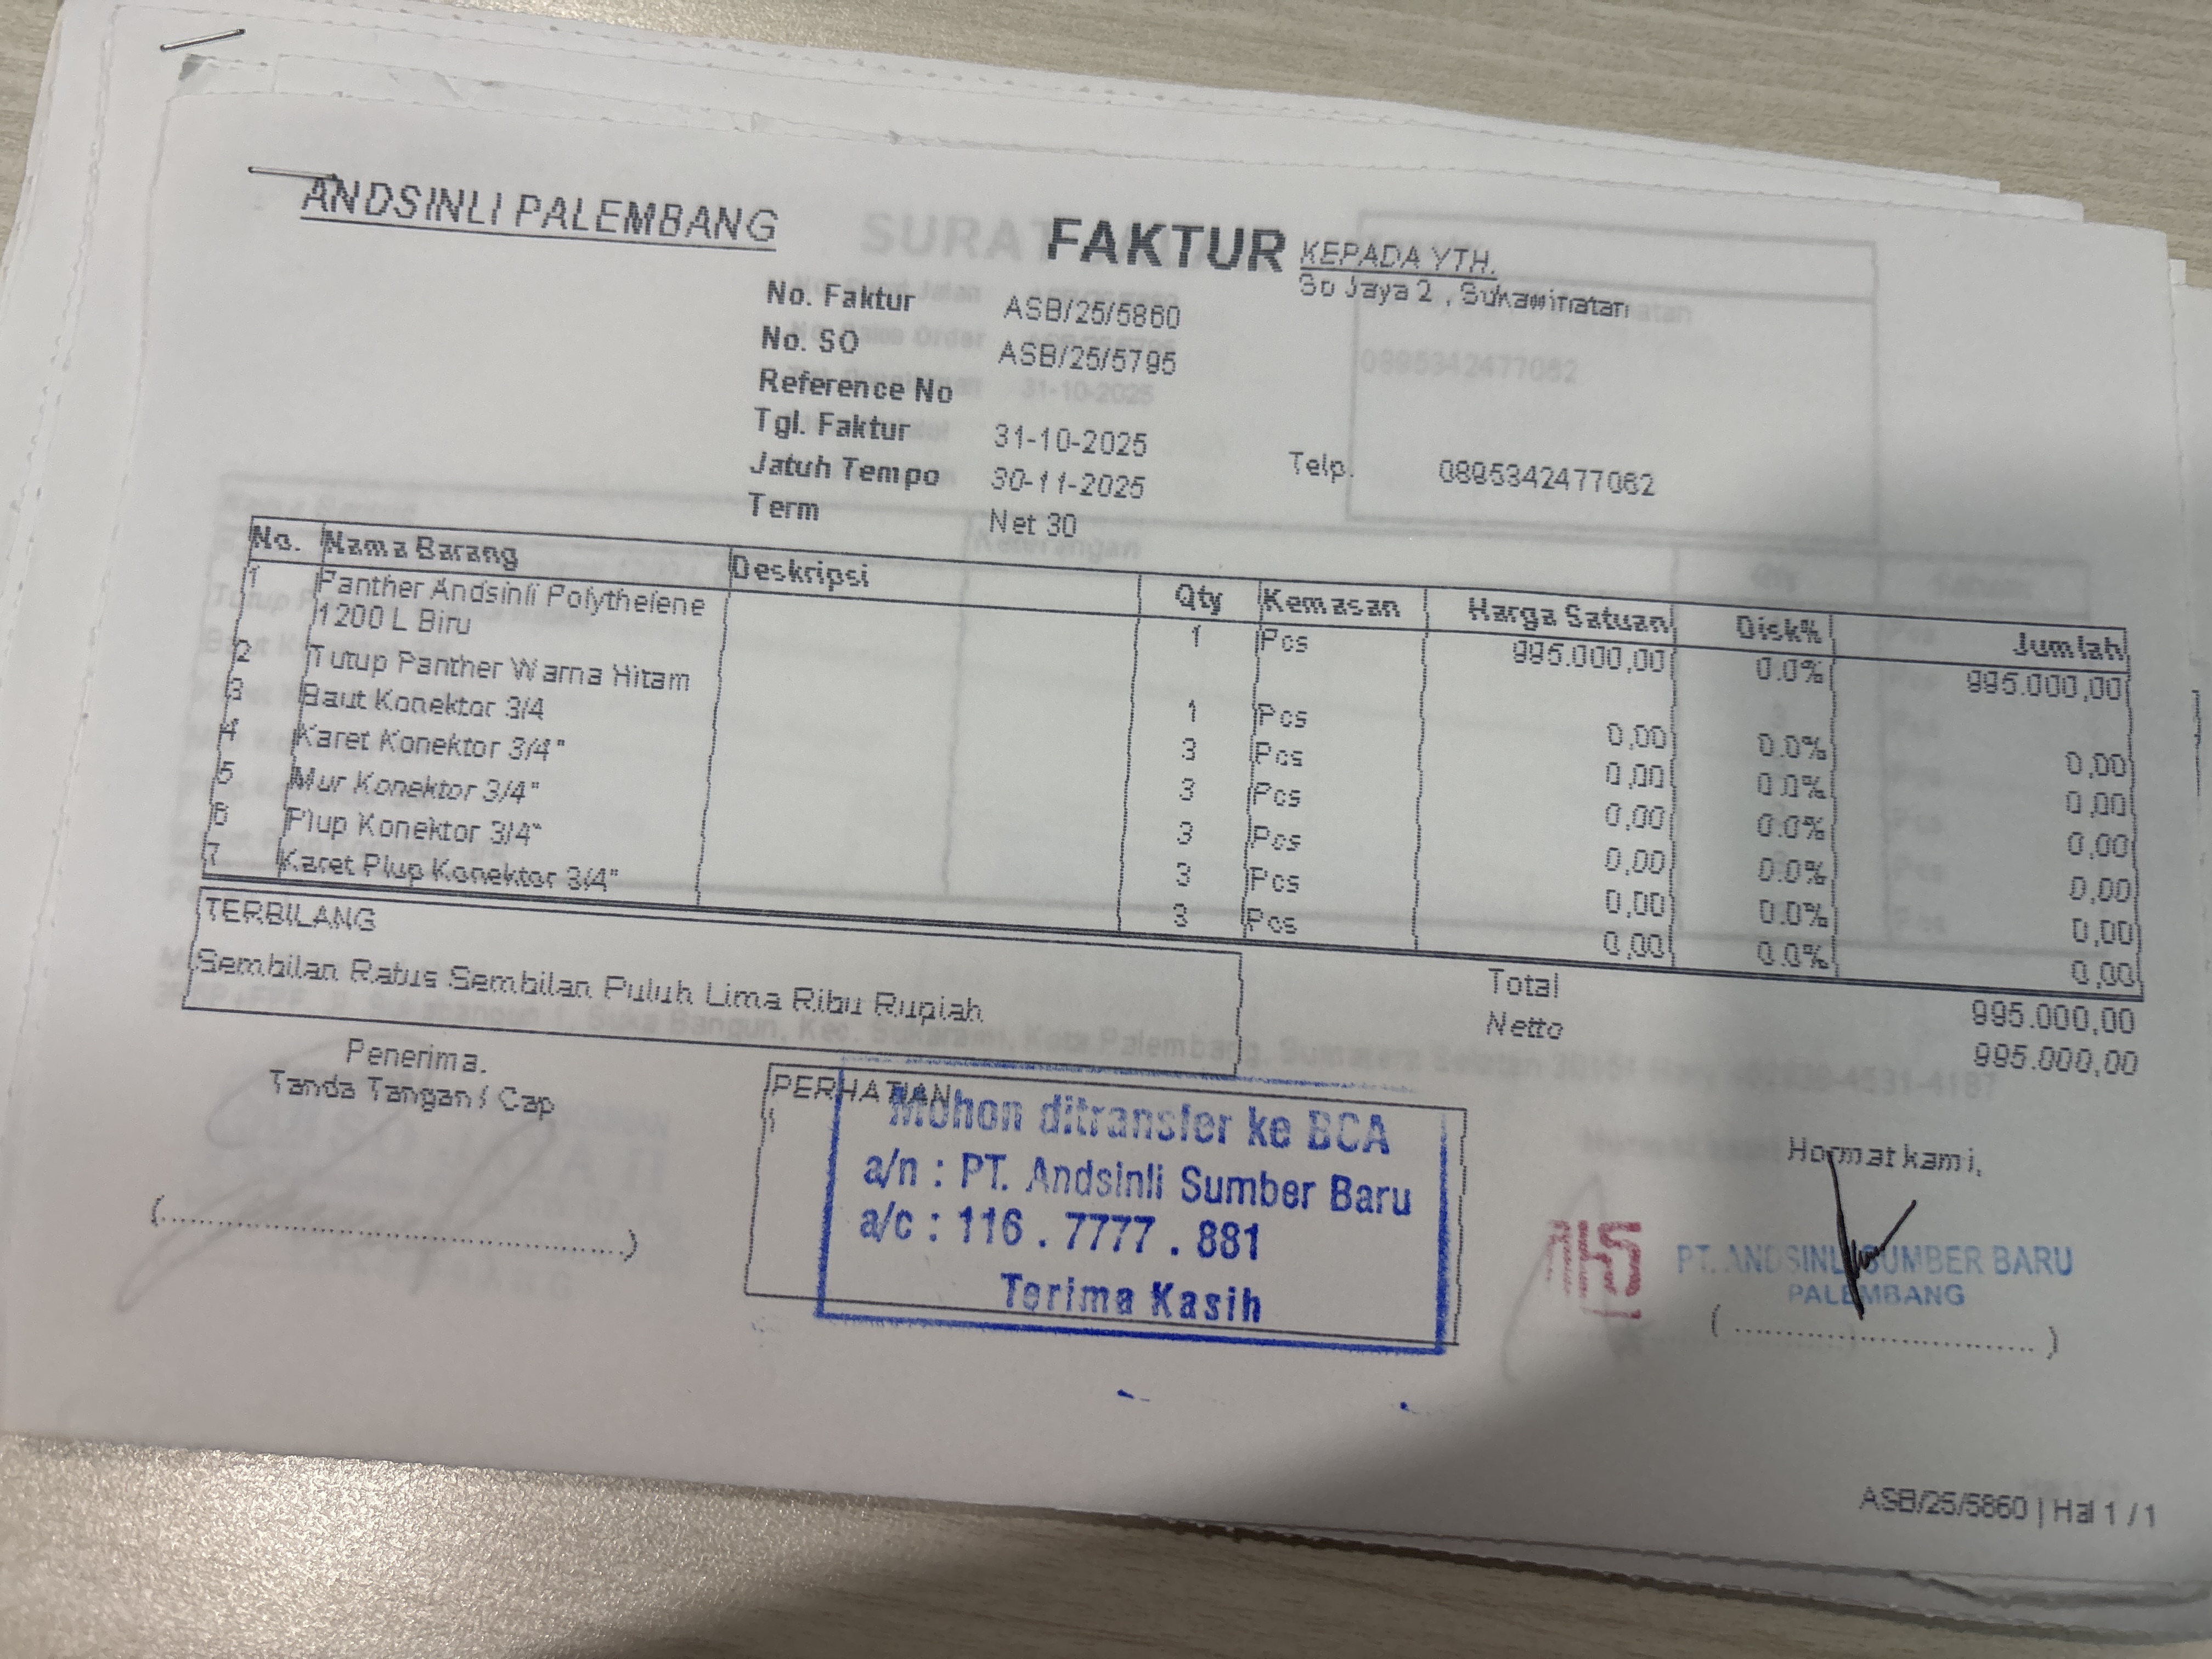 ANDSINLI PALEMBANG
FAKTUR
KEPADA YTH.
So Jaya 2 , Sukawinatan
No. Faktur ASB/25/5860
No. SO ASB/25/5795
Reference No
Tgl. Faktur 31-10-2025
Jatuh Tempo 30-11-2025
Telp. 0895342477062
Term Net 30
No. Nama Barang Deskripsi Qty Kemasan Harga Satuan Disk% Jumlah
1 Panther Andsinli Polythelene 1 Pcs 995.000,00 0.0% 995.000,00
1200 L Biru
2 Tutup Panther Warna Hitam 1 Pcs 0,00 0.0% 0,00
3 Baut Konektor 3/4 3 Pcs 0,00 0.0% 0,00
4 Karet Konektor 3/4" 3 Pcs 0,00 0.0% 0,00
5 Mur Konektor 3/4" 3 Pcs 0,00 0.0% 0,00
6 Plup Konektor 3/4" 3 Pcs 0,00 0.0% 0,00
7 Karet Plup Konektor 3/4" 3 Pcs 0,00 0.0% 0,00
TERBILANG
Sembilan Ratus Sembilan Puluh Lima Ribu Rupiah
Total 995.000,00
Netto 995.000,00
Penerima.
Tanda Tangan / Cap
(............................................)
PERHATIAN
Mohon ditransfer ke BCA
a/n : PT. Andsinli Sumber Baru
a/c : 116 . 7777 . 881
Terima Kasih
Hormat kami,
PT. ANDSINLI SUMBER BARU
PALEMBANG
( .................................. )
ASB/25/5860 | Hal 1 / 1